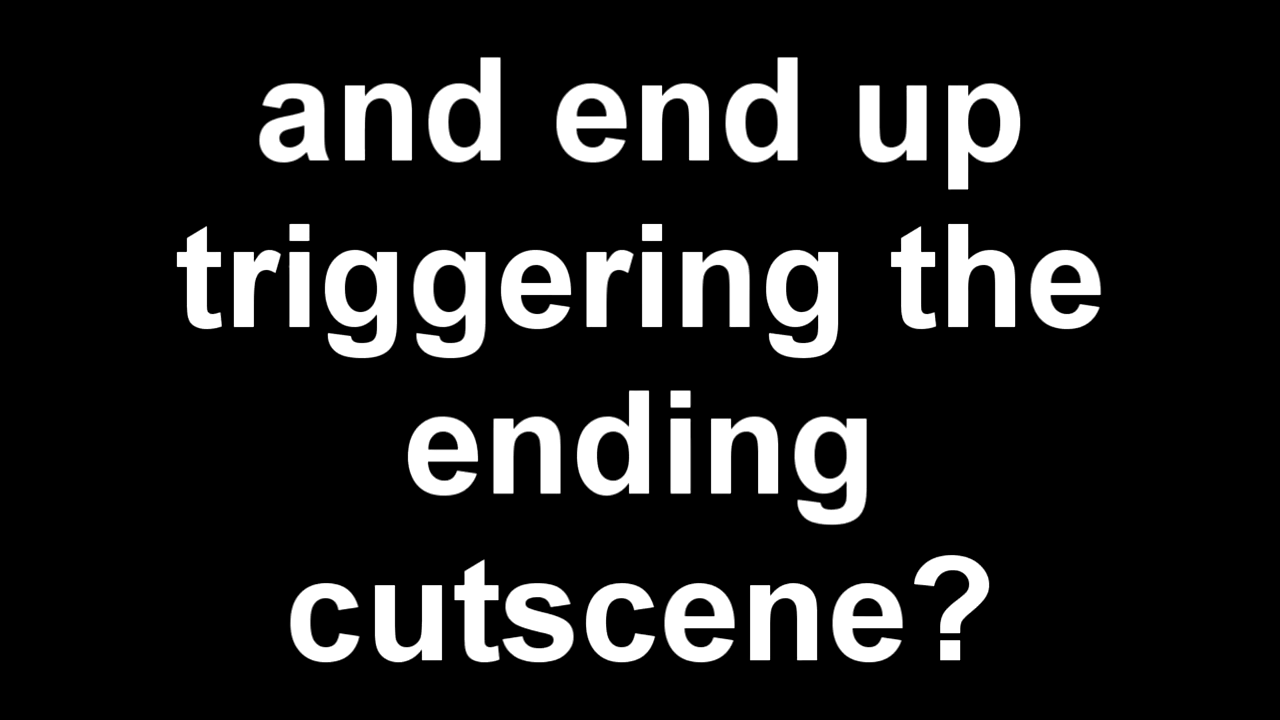 and end up
triggering the
ending
cutscene?